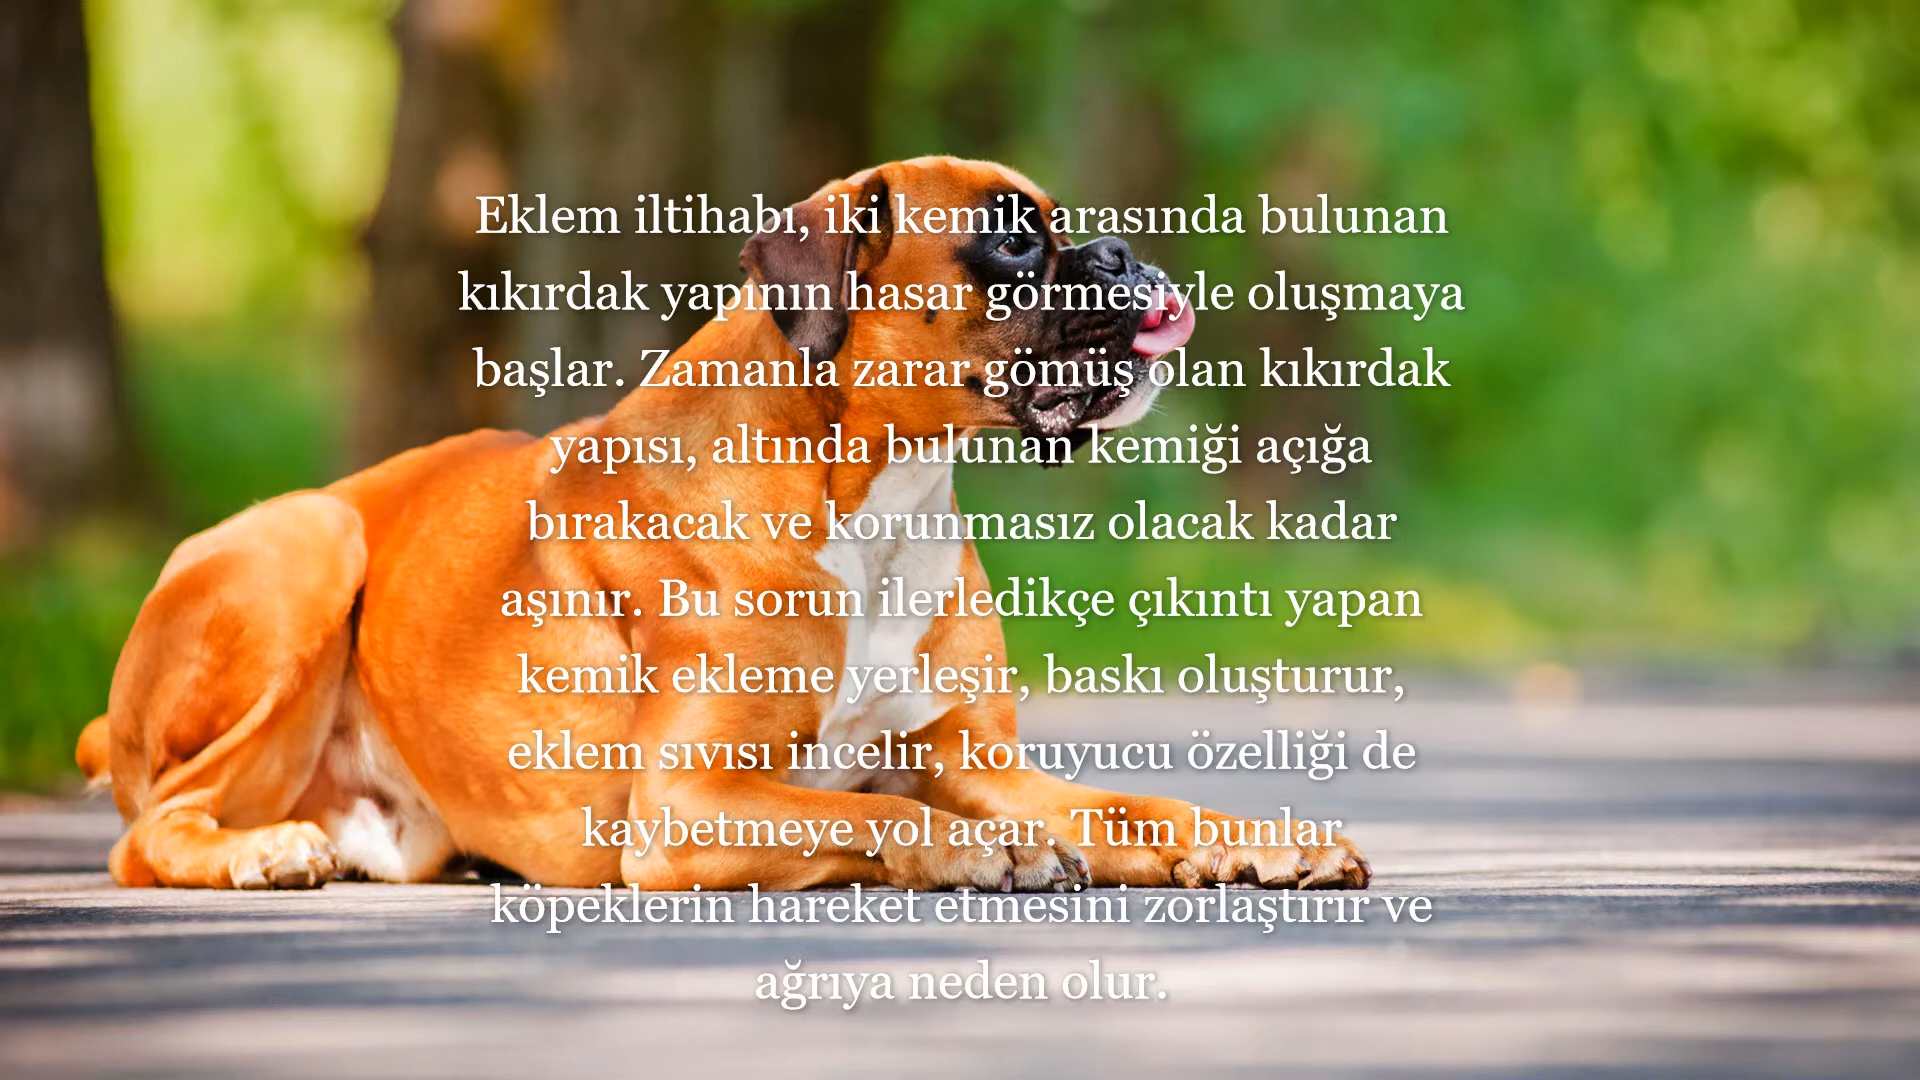 Eklem iltihabı, iki kemik arasında bulunan
kıkırdak yapının hasar görmesiyle oluşmaya
başlar. Zamanla zarar gömüş olan kıkırdak
yapısı, altında bulunan kemiği açığa
bırakacak ve korunmasız olacak kadar
aşınır. Bu sorun ilerledikçe çıkıntı yapan
kemik ekleme yerleşir, baskı oluşturur,
eklem sıvısı incelir, koruyucu özelliği de
kaybetmeye yol açar. Tüm bunlar
köpeklerin hareket etmesini zorlaştırır ve
ağrıya neden olur.